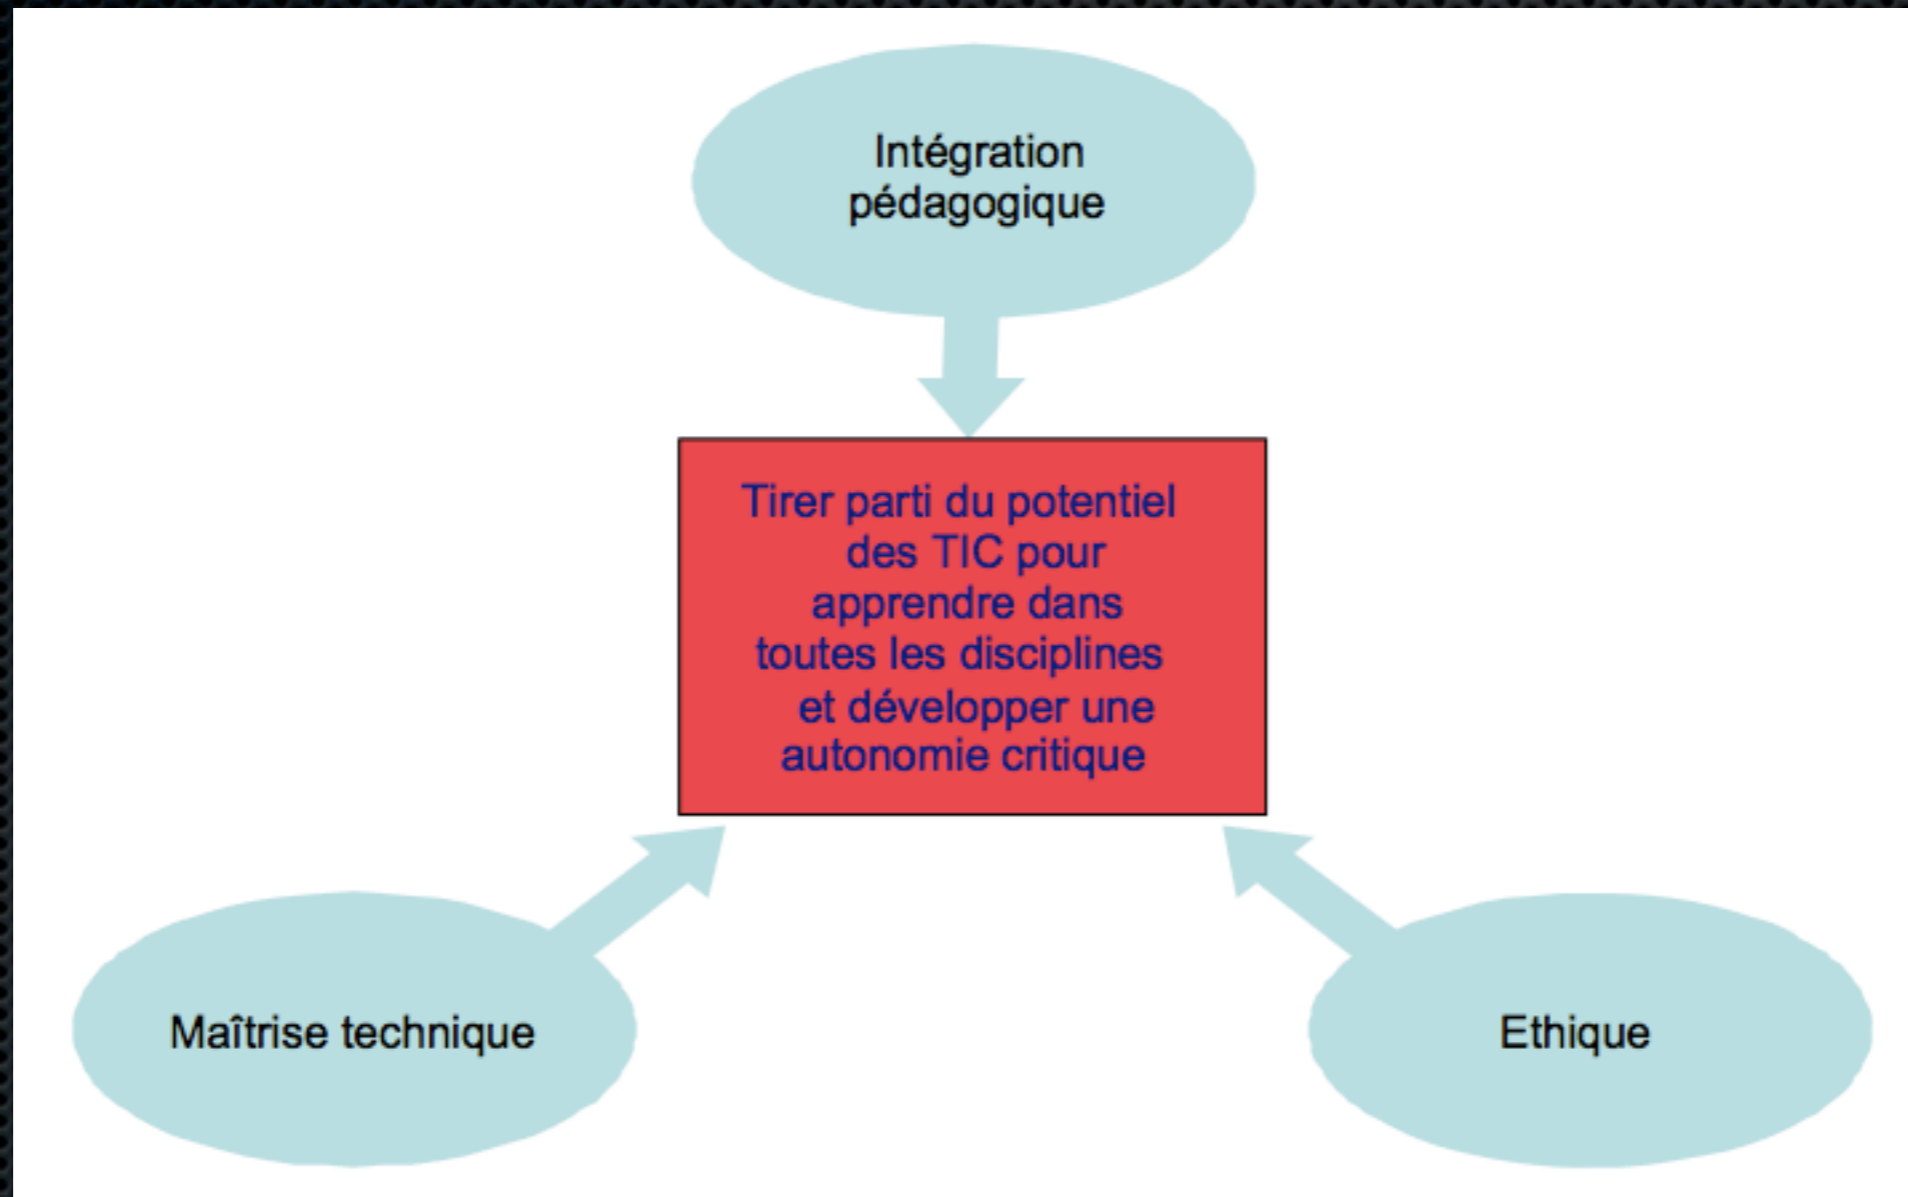 Intégration
pédagogique
Tirer parti du potentiel
des TIC pour
apprendre dans
toutes les disciplines
et développer une
autonomie critique
Maîtrise technique
Ethique